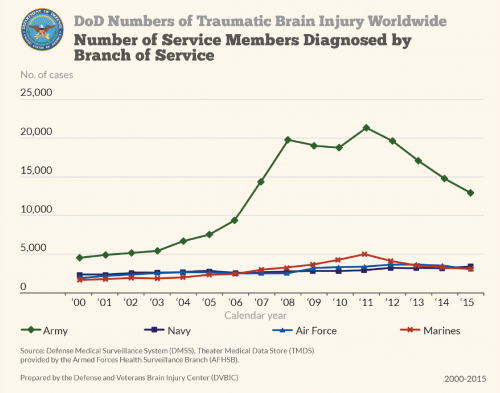 DoD Numbers of Traumatic Brain Injury Worldwide
Number of Service Members Diagnosed by
Branch of Service
No. of cases
25,000
20,000
15,000
10,000
5,000
0
'00 '01 '02 '03 '04 '05 '06 '07 '08 '09 '10 '11 '12 '13 '14 '15
Calendar year
Army Navy Air Force Marines
Source: Defense Medical Surveillance System (DMSS), Theater Medical Data Store (TMDS)
provided by the Armed Forces Health Surveillance Branch (AFHSB).
Prepared by the Defense and Veterans Brain Injury Center (DVBIC) 2000-2015